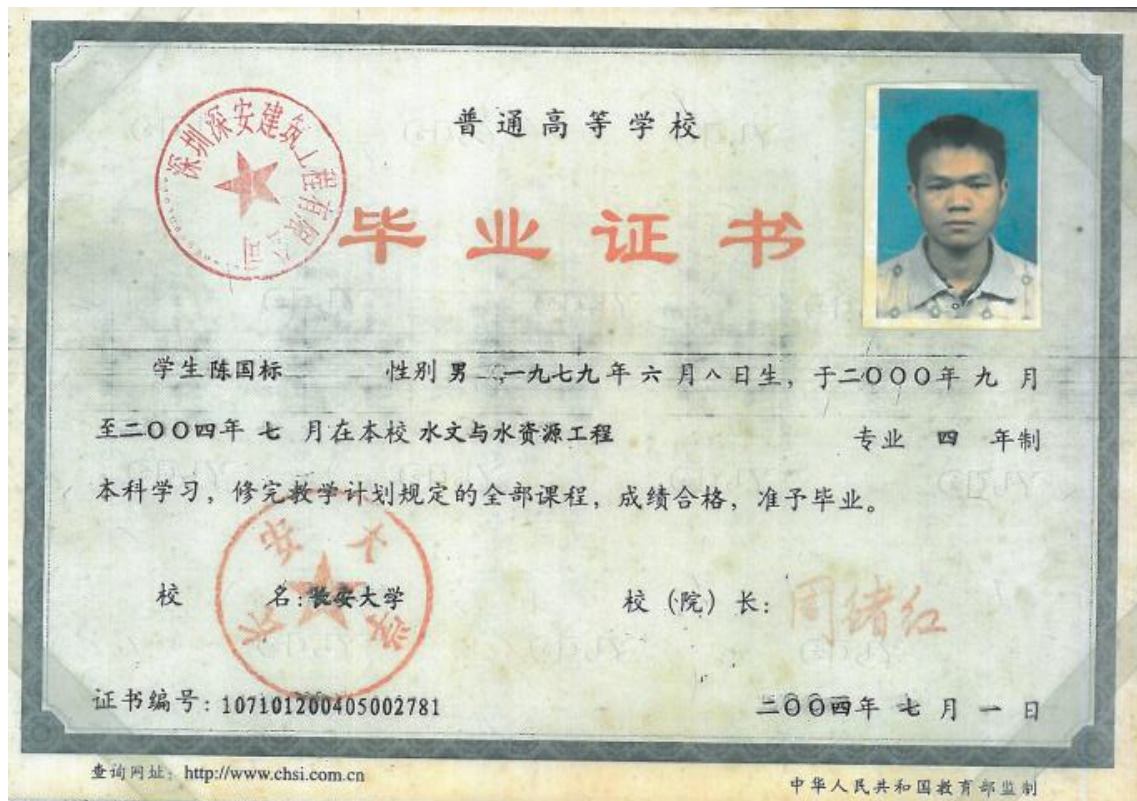 普通高等学校
深圳深安建筑工程有限公司
毕业证书
学生陈国标 性别 男 一九七九年 六 月八日生，于二〇〇〇年 九 月
至二〇〇四年 七 月在本校 水文与水资源工程 专业 四 年制
本科学习，修完教学计划规定的全部课程，成绩合格，准予毕业。
校 名：长安大学
长安大学
校（院）长：周绪红
证书编号：107101200405002781
二〇〇四年 七 月 一 日
查询网址：http://www.chsi.com.cn
中华人民共和国教育部监制